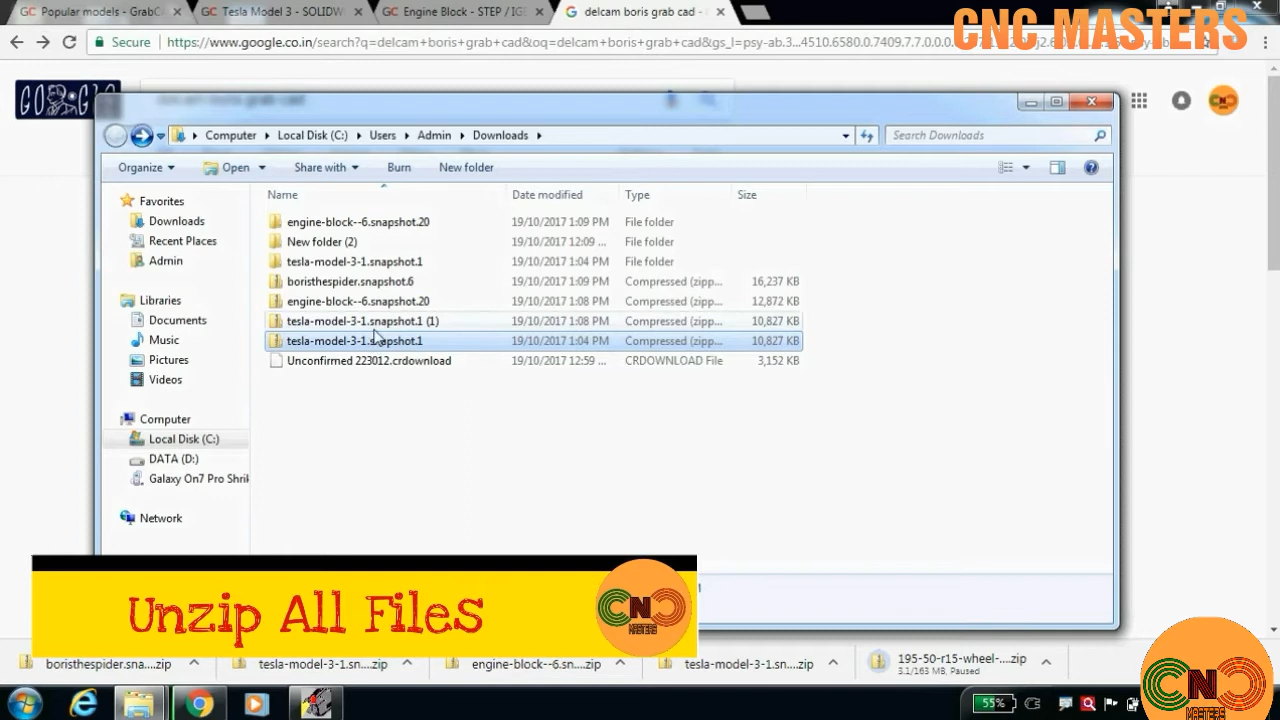 GC Popular models - GrabC
GC Tesla Model 3 - SOLIDW
GC Engine Block - STEP / IGE
G delcam boris grab cad -
CNC MASTERS
Secure
https://www.google.co.in/search?q=delcam+boris+grab+cad&oq=delcam+boris+grab+cad&gs_l=psy-ab.3...4510.6580.0.7409.7.7.0.0.
Computer
Local Disk (C:)
Users
Admin
Downloads
Search Downloads
Organize
Open
Share with
Burn
New folder
Name
Date modified
Type
Size
Favorites
Downloads
Recent Places
Admin
Libraries
Documents
Music
Pictures
Videos
Computer
Local Disk (C:)
DATA (D:)
Galaxy On7 Pro Shrik
Network
engine-block--6.snapshot.20 19/10/2017 1:09 PM File folder
New folder (2) 19/10/2017 12:09 ... File folder
tesla-model-3-1.snapshot.1 19/10/2017 1:04 PM File folder
boristhespider.snapshot.6 19/10/2017 1:09 PM Compressed (zipp... 16,237 KB
engine-block--6.snapshot.20 19/10/2017 1:08 PM Compressed (zipp... 12,872 KB
tesla-model-3-1.snapshot.1 (1) 19/10/2017 1:08 PM Compressed (zipp... 10,827 KB
tesla-model-3-1.snapshot.1 19/10/2017 1:04 PM Compressed (zipp... 10,827 KB
Unconfirmed 223012.crdownload 19/10/2017 12:59 ... CRDOWNLOAD File 3,152 KB
Unzip All Files
CNC
MASTERS
boristhespider.sna....zip
tesla-model-3-1.sn....zip
engine-block--6.sn....zip
tesla-model-3-1.sn....zip
195-50-r15-wheel-....zip
3.1/163 MB, Paused
55%
CNC
MASTERS